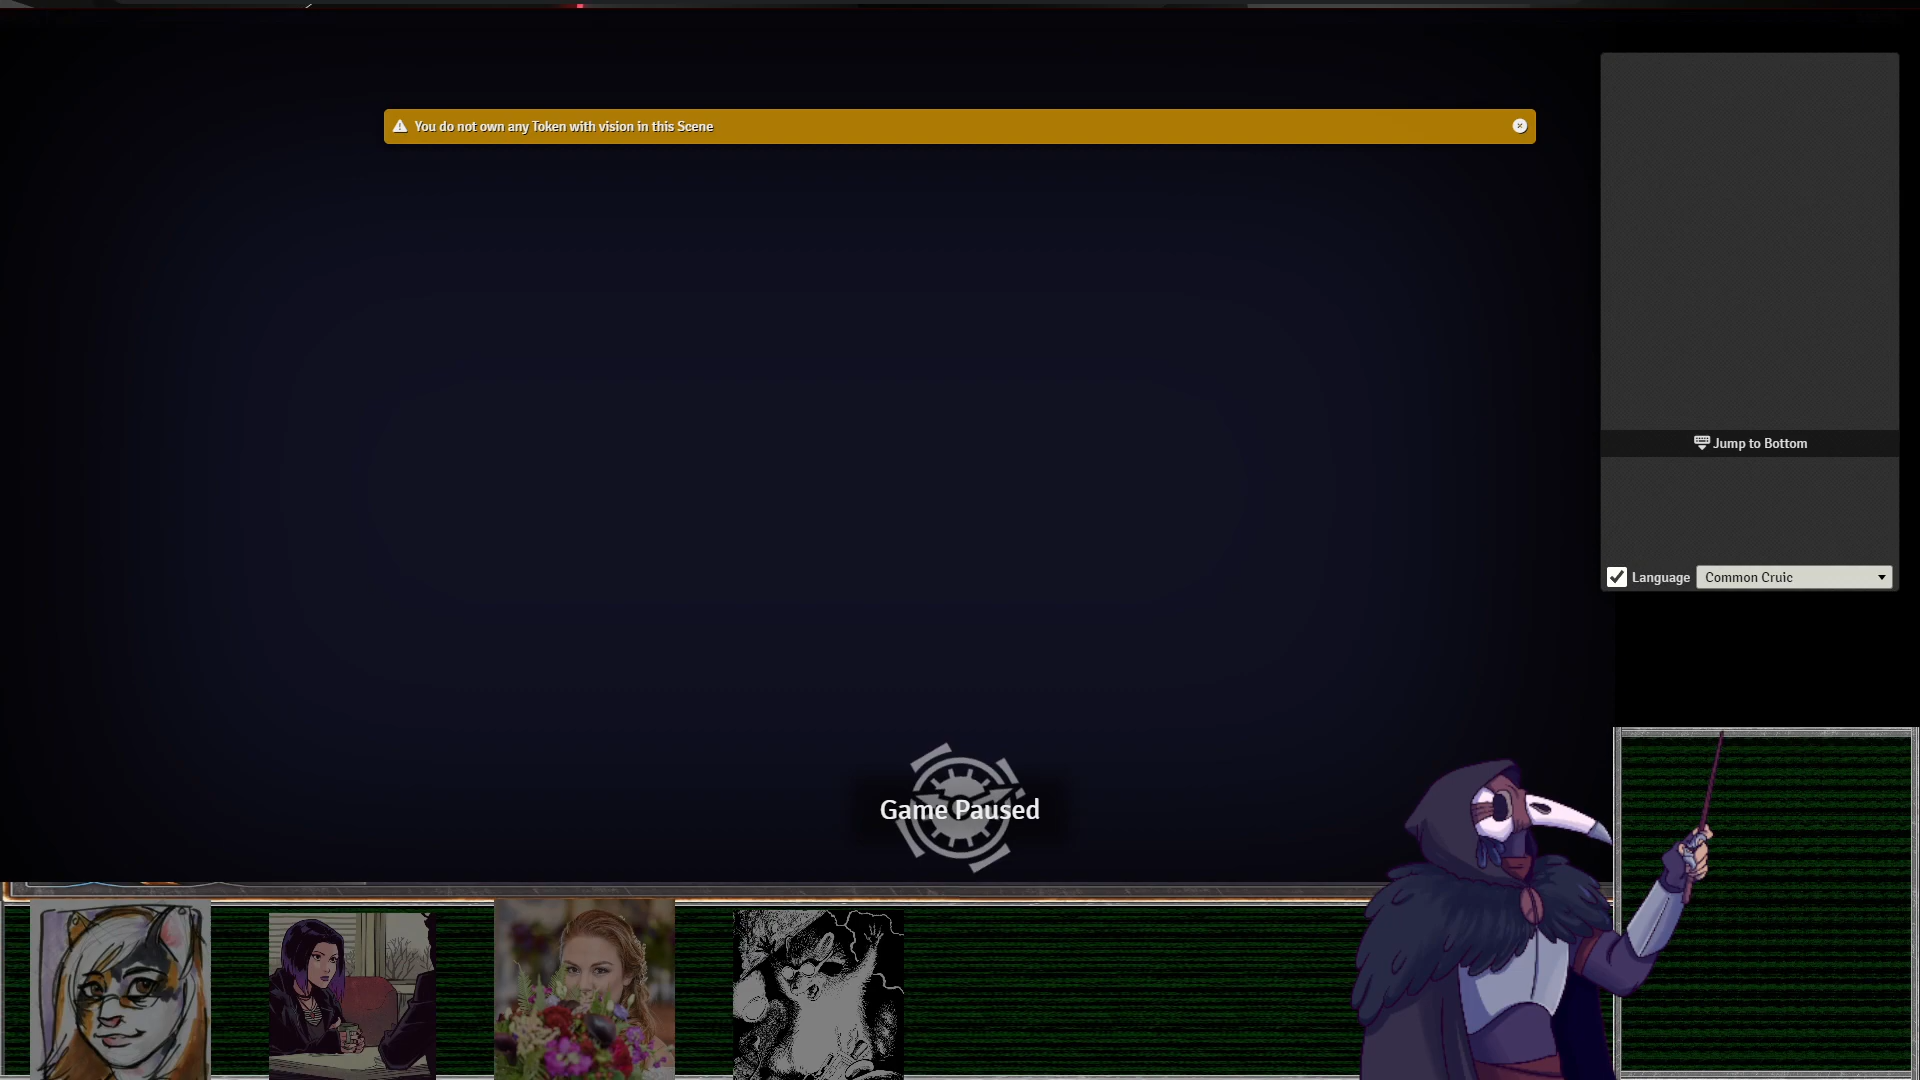 You do not own any Token with vision in this Scene
Jump to Bottom
Language Common Cruic
Game Paused